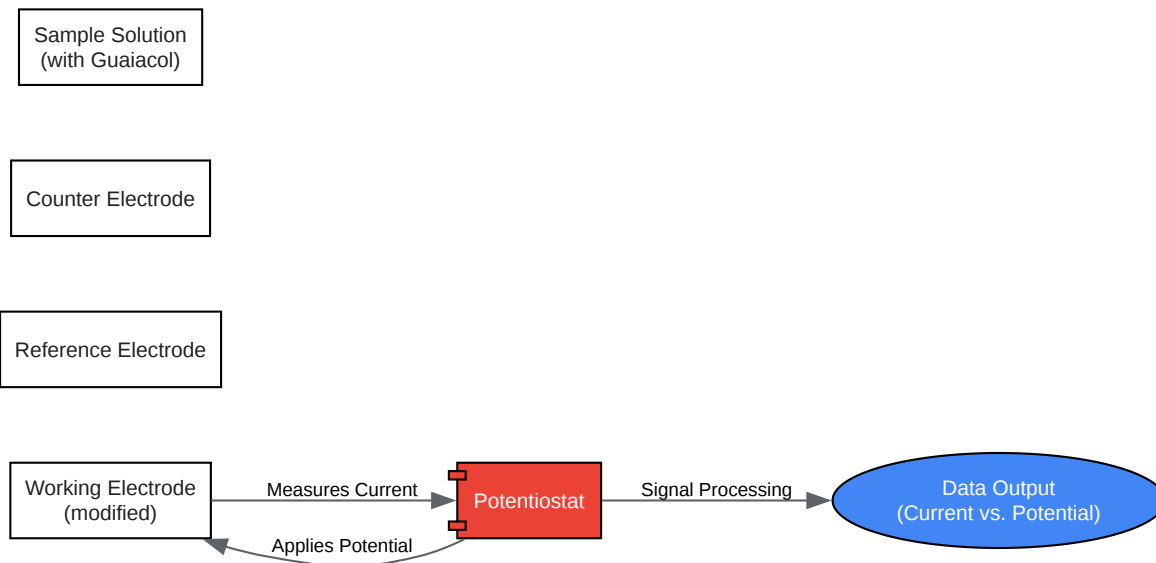 Sample Solution
(with Guaiacol)
Counter Electrode
Reference Electrode
Working Electrode
(modified)
Measures Current
Applies Potential
Potentiostat
Signal Processing
Data Output
(Current vs. Potential)